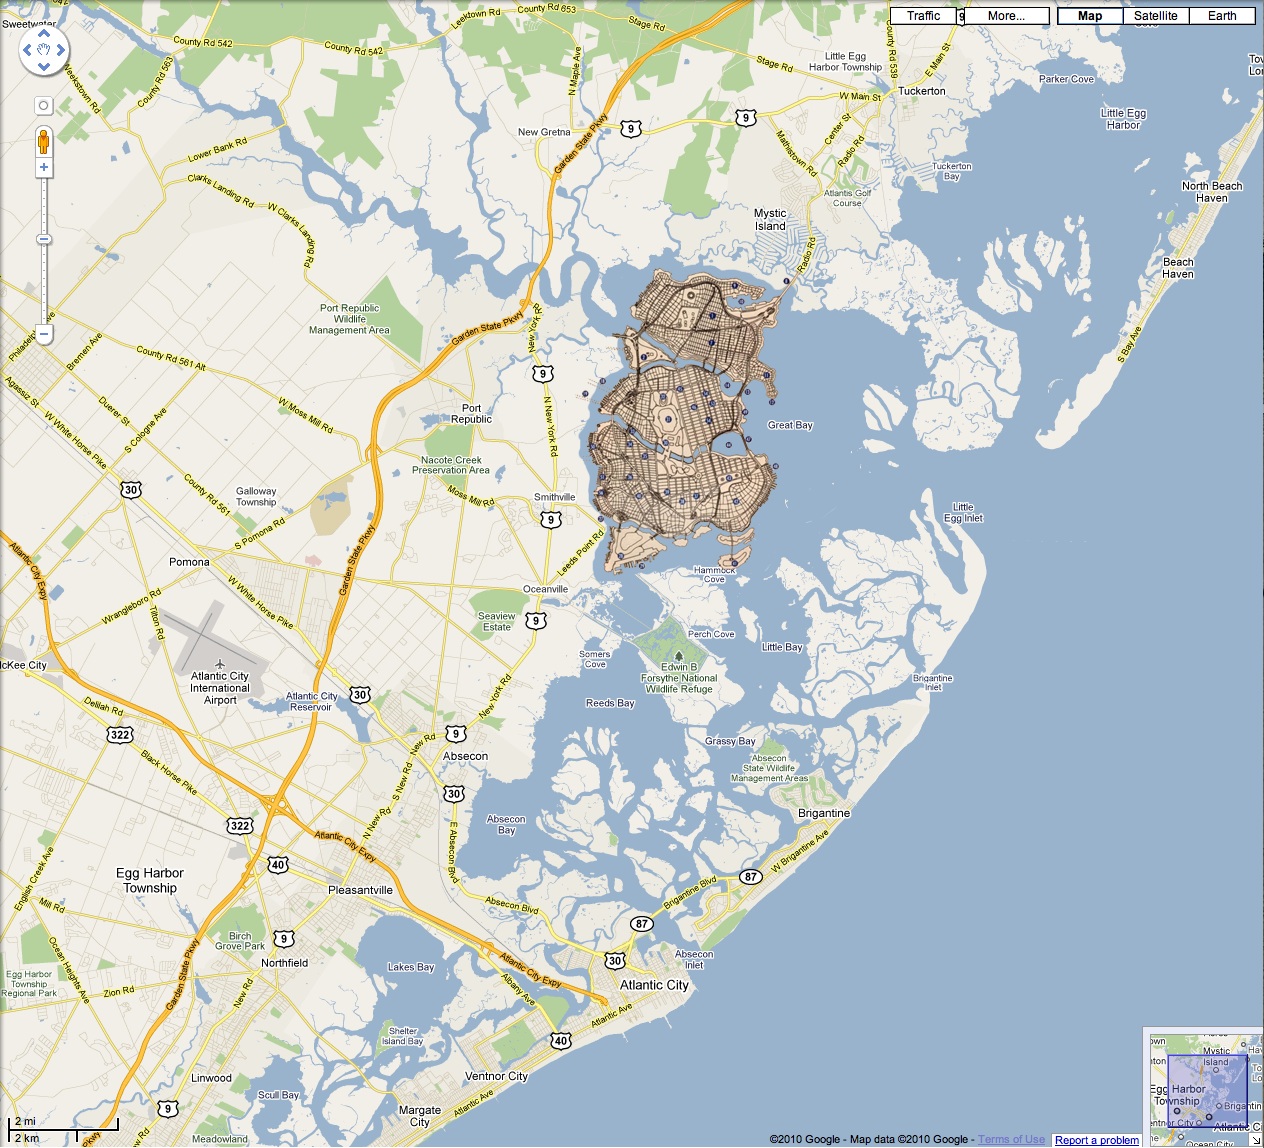 Sweetwater
County Rd 542
County Rd 542
Leektown Rd
County Rd 653
Stage Rd
Traffic
9
More...
Map
Satellite
Earth
Weekstown Rd
County Rd 563
N Maple Ave
Stage Rd
Little Egg
Harbor Township
County Rd 539
E Main St
W Main St
Tuckerton
Parker Cove
Little Egg
Harbor
New Gretna
9
9
Garden State Pkwy
Mathistown Rd
Center St
Radio Rd
Tuckerton
Bay
Lower Bank Rd
Clarks Landing Rd
W Clarks Landing Rd
Atlantis Golf
Course
North Beach
Haven
Mystic
Island
Radio Rd
Beach
Haven
Port Republic
Wildlife
Management Area
Garden State Pkwy
New York Rd
S Bay Ave
Bremen Ave
County Rd 561 Alt
9
Agassiz St
W White Horse Pike
Duerer St
S Cologne Ave
W Moss Mill Rd
Port
Republic
N New York Rd
Great Bay
Nacote Creek
Preservation Area
30
County Rd 561
Galloway
Township
Moss Mill Rd
Smithville
9
Little
Egg Inlet
S Pomona Rd
Garden State Pkwy
Leeds Point Rd
Atlantic City Expy
Pomona
W White Horse Pike
Hammock
Cove
Oceanville
Wrangleboro Rd
Tilton Rd
Seaview
Estate
9
Perch Cove
Little Bay
Somers
Cove
Edwin B
Forsythe National
Wildlife Refuge
McKee City
Atlantic City
International
Airport
Atlantic City
Reservoir
30
New York Rd
Reeds Bay
Brigantine
Inlet
Delilah Rd
322
9
Absecon
New Rd
Grassy Bay
Absecon
State Wildlife
Management Areas
Black Horse Pike
S New Rd
30
322
N New Rd
E Absecon Blvd
Absecon
Bay
Brigantine
W Brigantine Ave
Atlantic City Expy
40
Egg Harbor
Township
English Creek Ave
Pleasantville
87
Brigantine Blvd
Mill Rd
Absecon Blvd
87
Birch
Grove Park
9
Ocean Heights Ave
Northfield
Lakes Bay
Atlantic City Expy
30
Absecon
Inlet
Egg Harbor
Township
Regional Park
Zion Rd
Garden State Pkwy
New Rd
Albany Ave
Atlantic City
Atlantic Ave
Shelter
Island Bay
40
Linwood
Ventnor City
Scull Bay
Atlantic Ave
Margate
City
9
2 mi
2 km
Meadowland
Mystic
Island
Egg Harbor
Township
©2010 Google - Map data ©2010 Google - Terms of Use
Report a problem